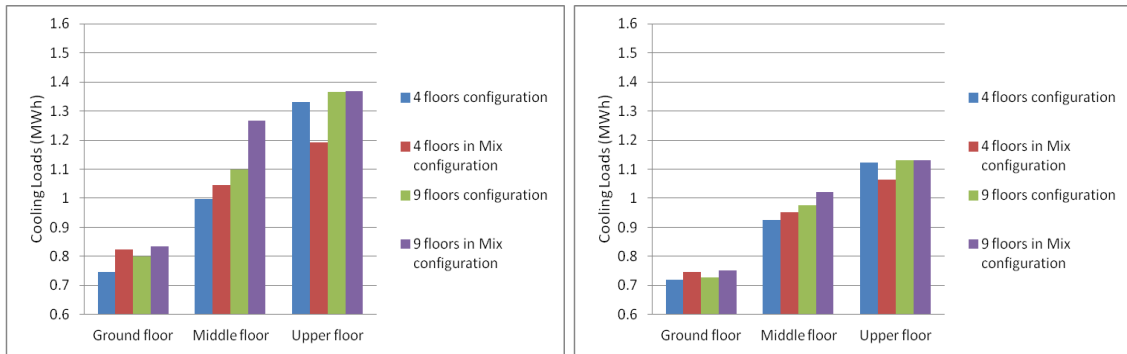 1.6
1.5
1.4
1.3
1.2
1.1
1
0.9
0.8
0.7
0.6
Cooling Loads (MWh)
Ground floor Middle floor Upper floor
4 floors configuration
4 floors in Mix
configuration
9 floors configuration
9 floors in Mix
configuration
1.6
1.5
1.4
1.3
1.2
1.1
1
0.9
0.8
0.7
0.6
Cooling Loads (MWh)
Ground floor Middle floor Upper floor
4 floors configuration
4 floors in Mix
configuration
9 floors configuration
9 floors in Mix
configuration